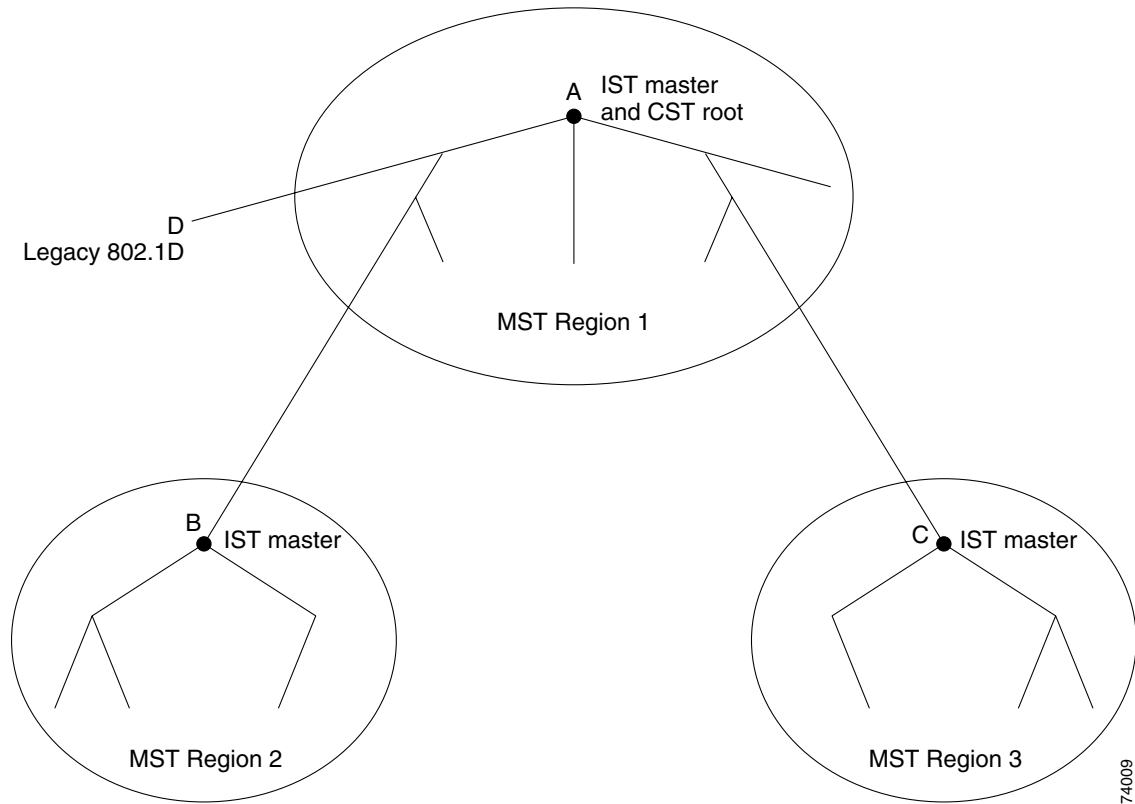 A
IST master
and CST root
D
Legacy 802.1D
MST Region 1
B
IST master
C
IST master
MST Region 2
MST Region 3
74009